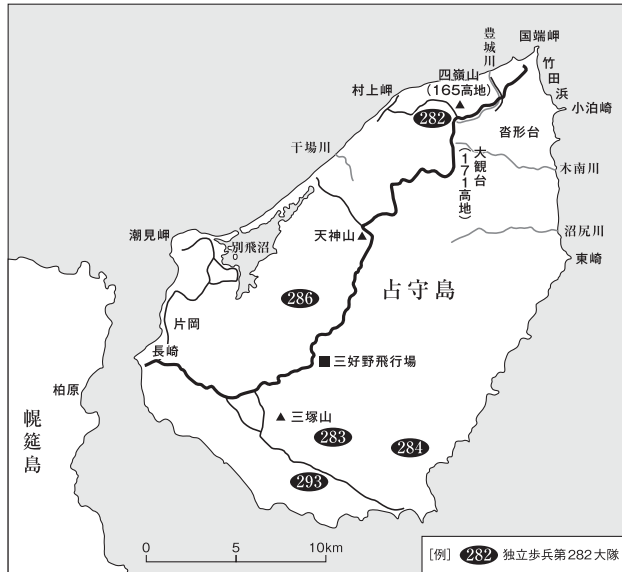 国端岬
豊城川
竹田浜
四嶺山
(165高地)
村上岬
小泊崎
282
沓形台
干場川
大観台
(171高地)
木南川
潮見岬
別飛沼
天神山
沼尻川
東崎
286
占守島
片岡
長崎
三好野飛行場
柏原
幌筵島
三塚山
283
284
293
0 5 10km
[例] 282 独立歩兵第282大隊